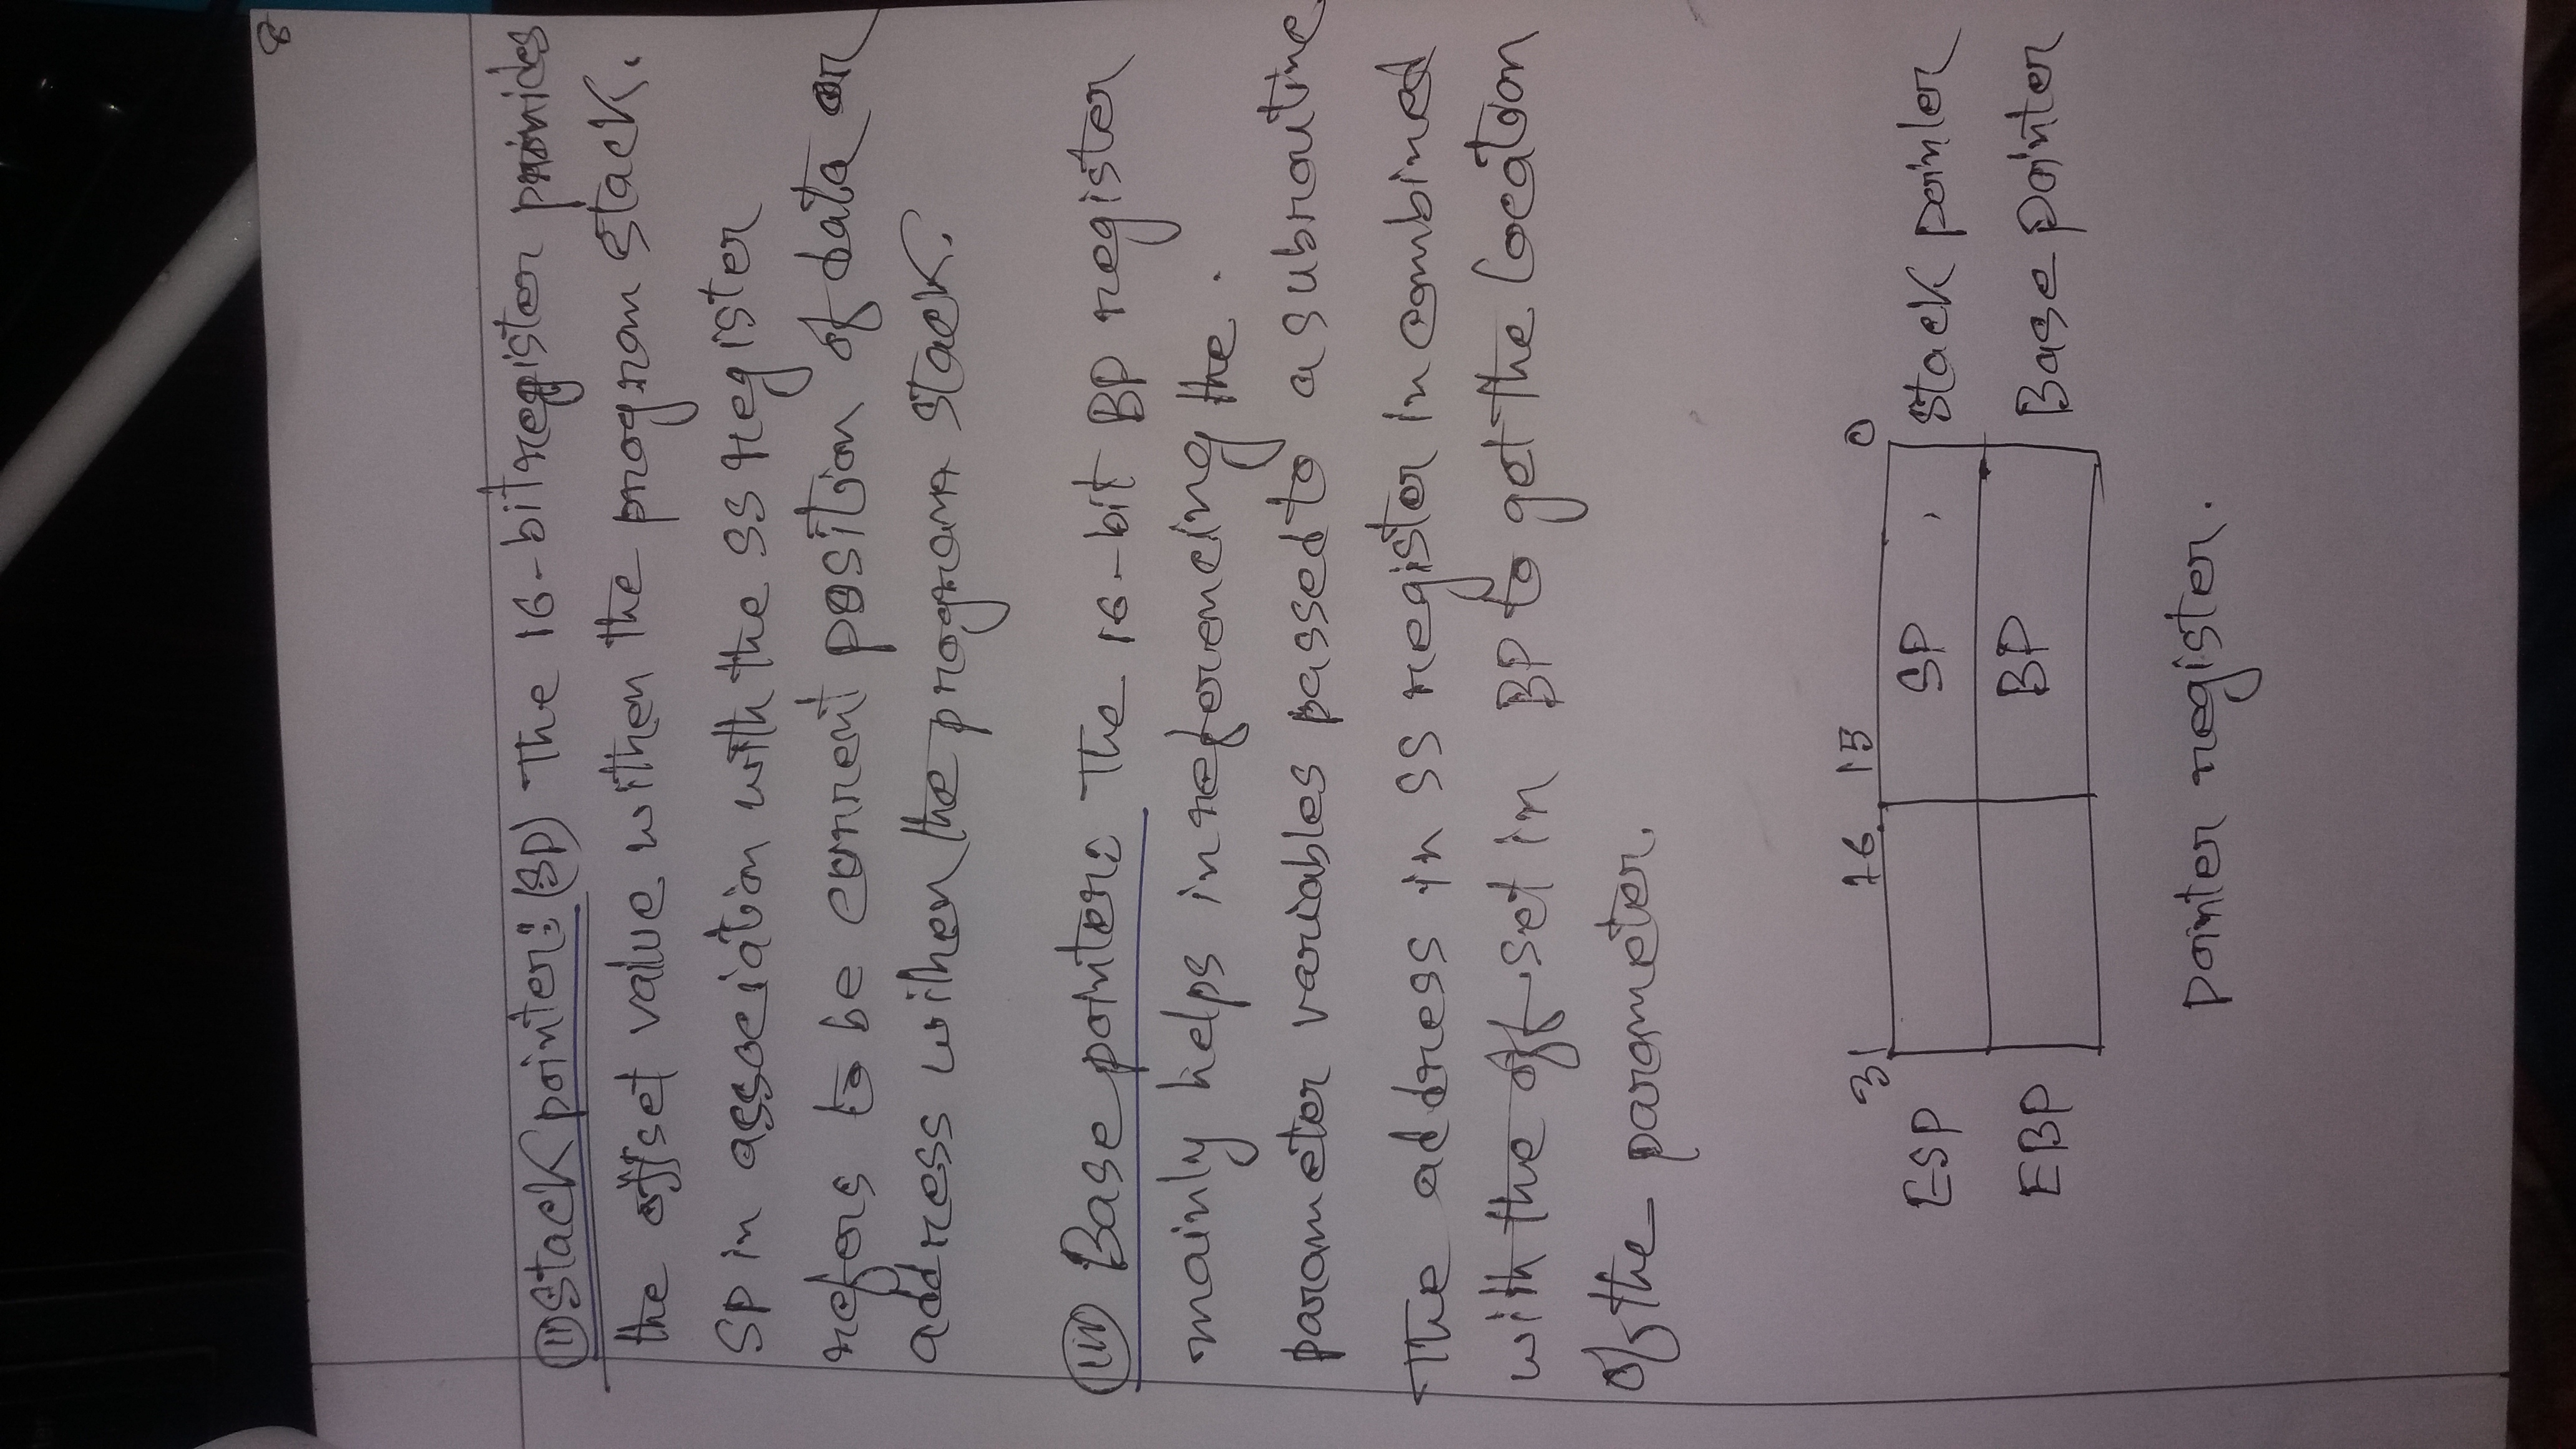 8
(ii) Stack pointer: (SP) The 16-bit register provides
the offset value withen the program stack.
SP in association with the SS register
refers to be current position of data or
address withen the program stack.
(iii) Base pointer: The 16-bit BP register
mainly helps in referencing the.
parameter variables passed to a subroutine
The address in SS register in combined
with the offset in BP to get the location
of the parameter.
31 16 15 0
ESP SP Stack pointer
EBP BP Base pointer
pointer register.